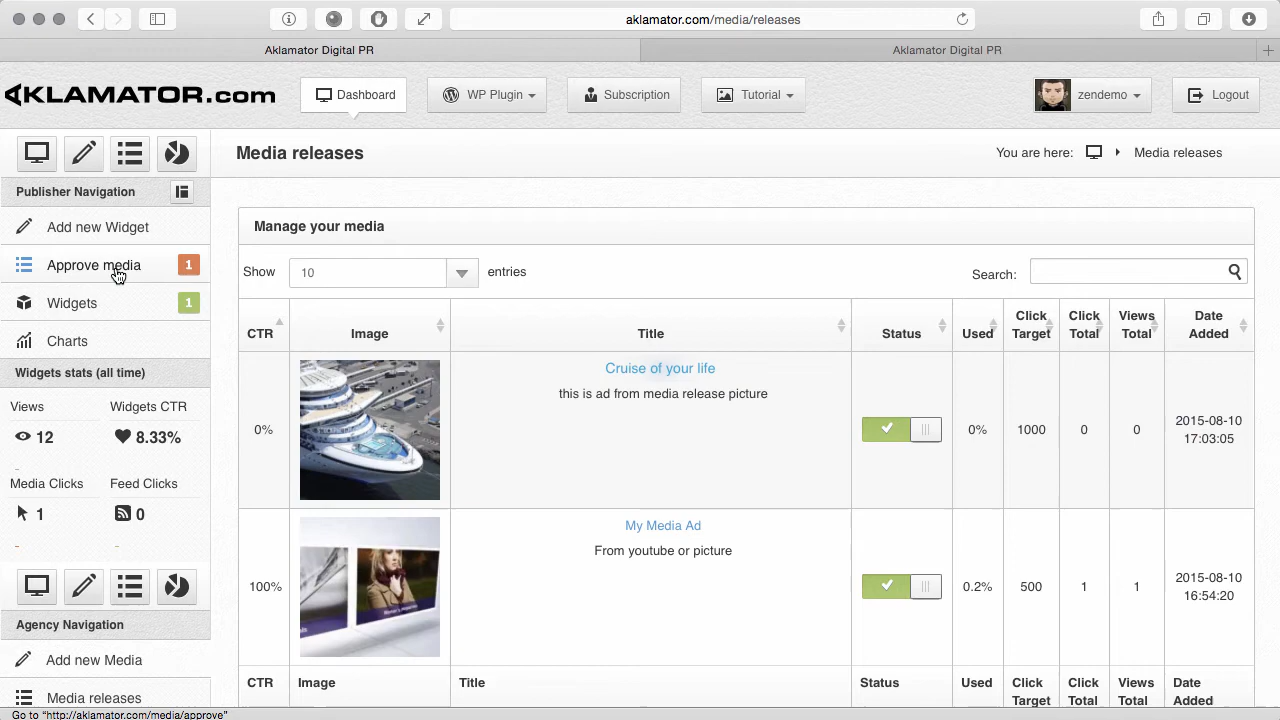 aklamator.com/media/releases
Aklamator Digital PR
Aklamator Digital PR
AKLAMATOR.com
Dashboard
WP Plugin
Subscription
Tutorial
zendemo
Logout
Media releases
You are here:
Media releases
Publisher Navigation
Add new Widget
Approve media
1
Widgets
1
Charts
Widgets stats (all time)
Views
Widgets CTR
12
8.33%
-
Media Clicks
Feed Clicks
1
0
-
-
Agency Navigation
Add new Media
Media releases
Go to “http://aklamator.com/media/approve”
Manage your media
Show
10
entries
Search:
CTR
Image
Title
Status
Used
Click Target
Click Total
Views Total
Date Added
0%
Cruise of your life
this is ad from media release picture
0%
1000
0
0
2015-08-10
17:03:05
100%
My Media Ad
From youtube or picture
0.2%
500
1
1
2015-08-10
16:54:20
CTR
Image
Title
Status
Used
Click Target
Click Total
Views Total
Date Added